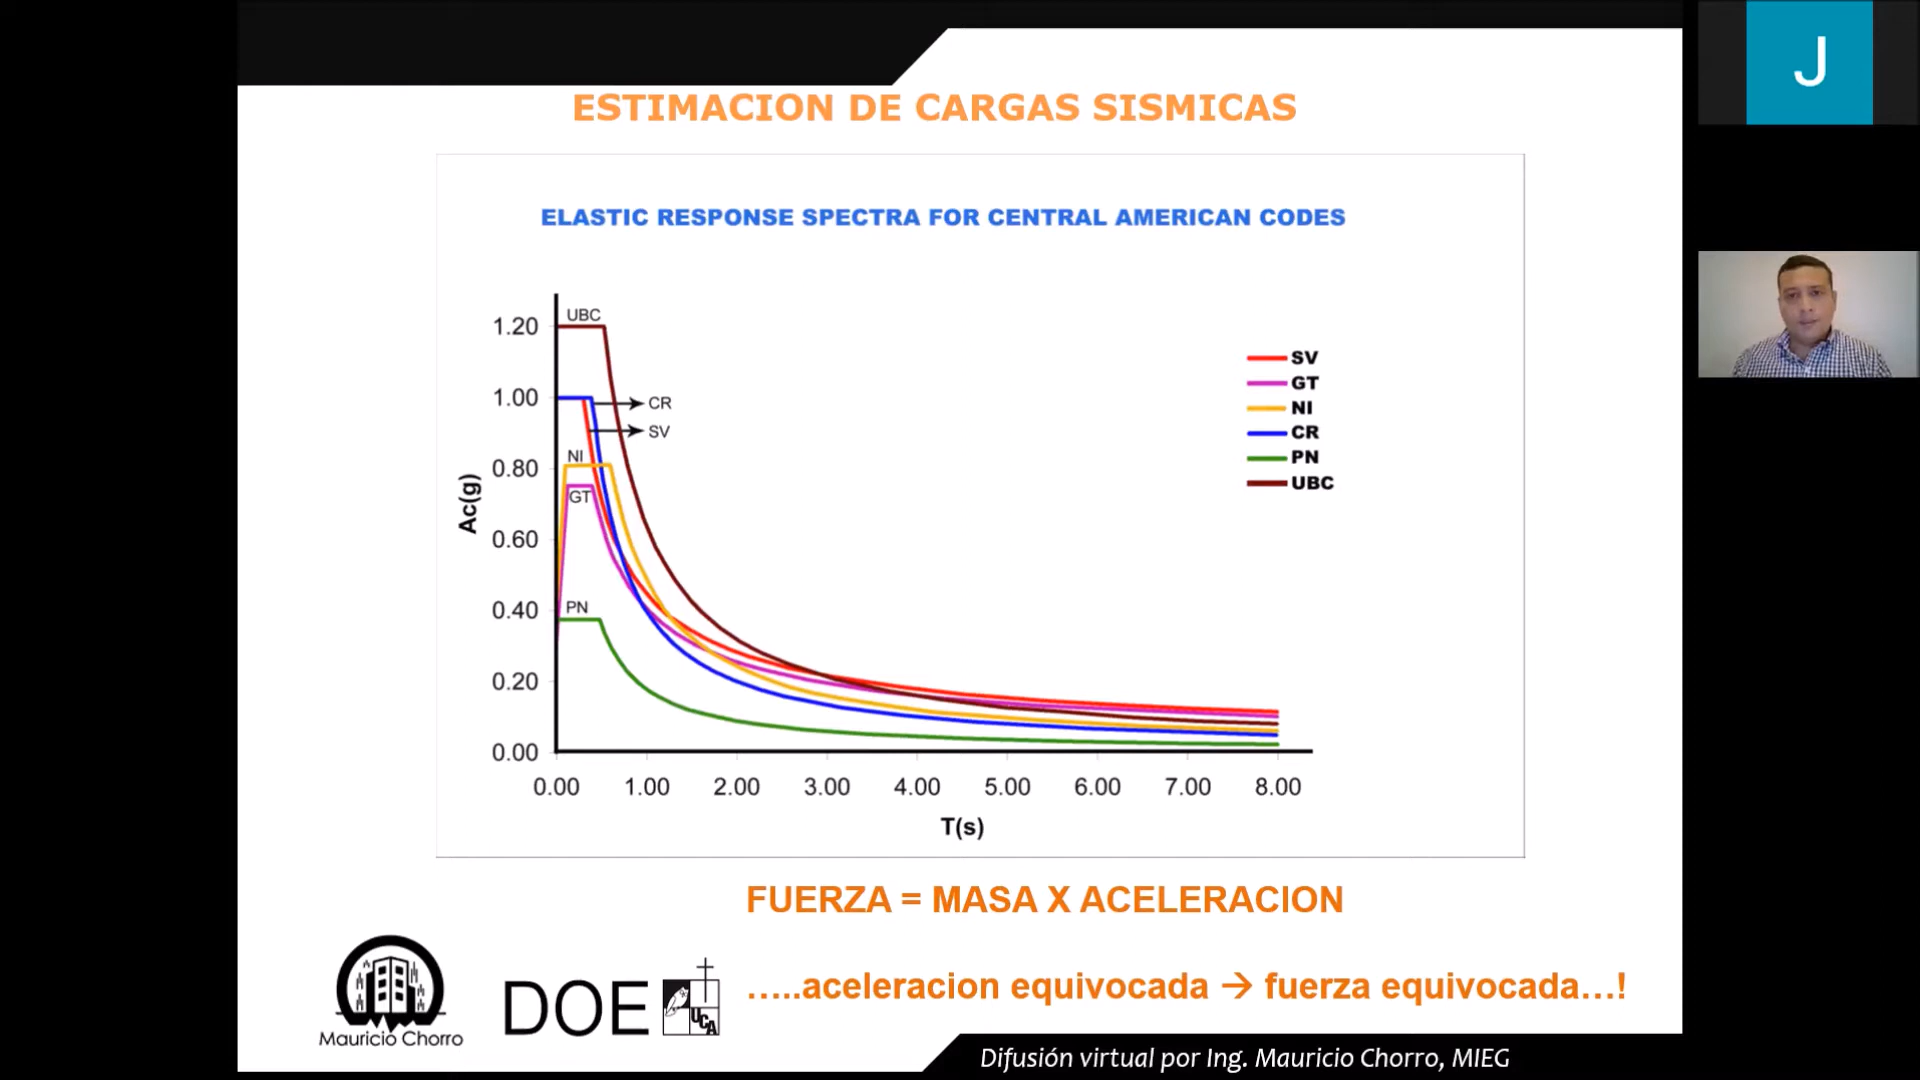 ESTIMACION DE CARGAS SISMICAS
J
ELASTIC RESPONSE SPECTRA FOR CENTRAL AMERICAN CODES
UBC
1.20
SV
GT
NI
CR
PN
UBC
1.00
CR
SV
NI
0.80
GT
Ac(g)
0.60
0.40
PN
0.20
0.00
0.00 1.00 2.00 3.00 4.00 5.00 6.00 7.00 8.00
T(s)
FUERZA = MASA X ACELERACION
…..aceleracion equivocada → fuerza equivocada…!
Mauricio Chorro
DOE
UCA
Difusión virtual por Ing. Mauricio Chorro, MIEG